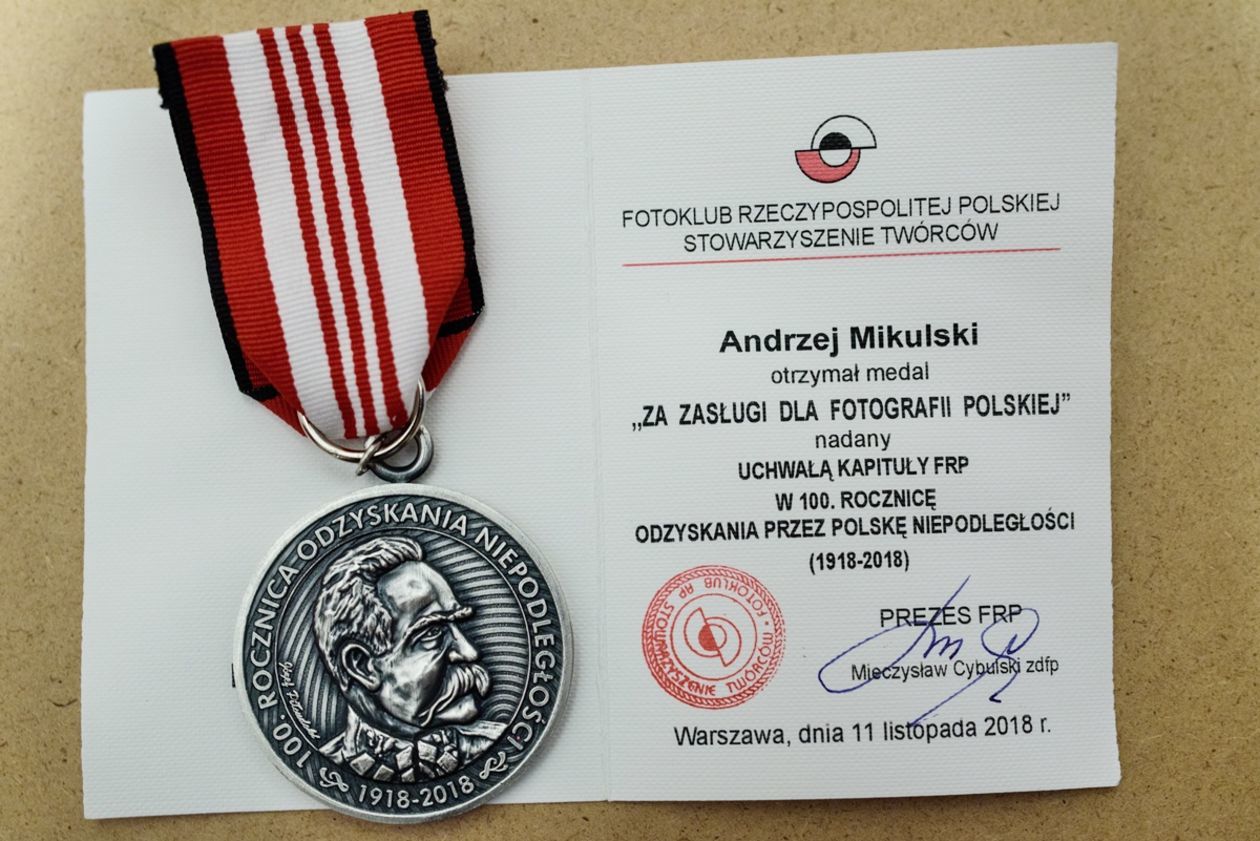 100. ROCZNICA ODZYSKANIA NIEPODLEGŁOŚCI
1918-2018
FOTOKLUB RZECZYPOSPOLITEJ POLSKIEJ
STOWARZYSZENIE TWÓRCÓW
Andrzej Mikulski
otrzymał medal
„ZA ZASŁUGI DLA FOTOGRAFII POLSKIEJ”
nadany
UCHWAŁĄ KAPITUŁY FRP
W 100. ROCZNICĘ
ODZYSKANIA PRZEZ POLSKĘ NIEPODLEGŁOŚCI
(1918-2018)
FOTOKLUB RP STOWARZYSZENIE TWÓRCÓW
PREZES FRP
Mieczysław Cybulski zdfp
Warszawa, dnia 11 listopada 2018 r.